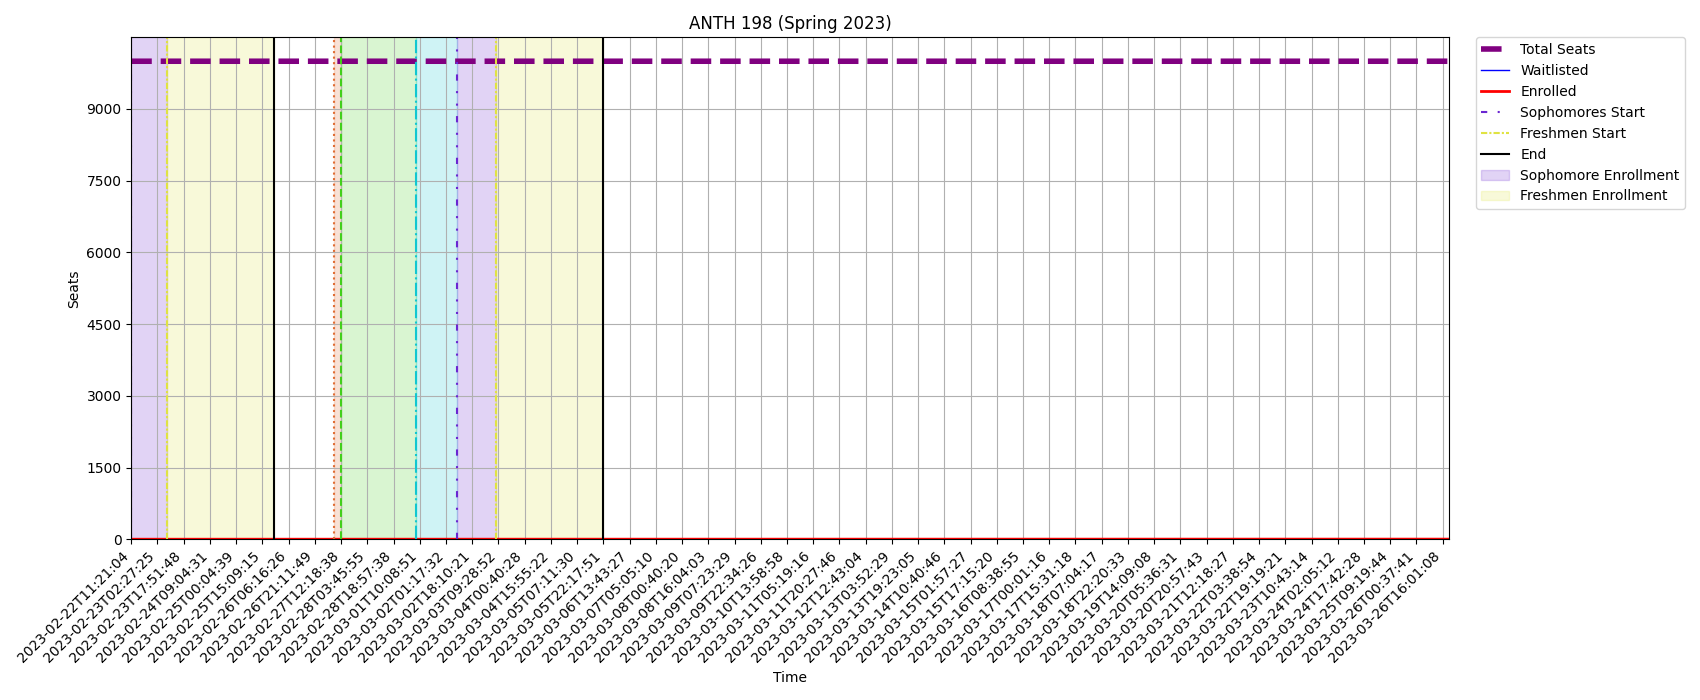 ANTH 198 (Spring 2023)
Total Seats
Waitlisted
Enrolled
Sophomores Start
Freshmen Start
End
Sophomore Enrollment
Freshmen Enrollment
9000
7500
6000
4500
3000
1500
0
Seats
2023-02-22T11:21:04
2023-02-23T02:27:25
2023-02-23T17:51:48
2023-02-24T09:04:31
2023-02-25T00:04:39
2023-02-25T15:09:15
2023-02-26T06:16:26
2023-02-26T21:11:49
2023-02-27T12:18:38
2023-02-28T03:45:55
2023-02-28T18:57:38
2023-03-01T10:08:51
2023-03-02T01:17:32
2023-03-02T18:10:21
2023-03-03T09:28:52
2023-03-04T00:40:28
2023-03-04T15:55:22
2023-03-05T07:11:30
2023-03-05T22:17:51
2023-03-06T13:43:27
2023-03-07T05:05:10
2023-03-08T00:40:20
2023-03-08T16:04:03
2023-03-09T07:23:29
2023-03-09T22:34:26
2023-03-10T13:58:58
2023-03-11T05:19:16
2023-03-11T20:27:46
2023-03-12T12:43:04
2023-03-13T03:52:29
2023-03-13T19:23:05
2023-03-14T10:40:46
2023-03-15T01:57:27
2023-03-15T17:15:20
2023-03-16T08:38:55
2023-03-17T00:01:16
2023-03-17T15:31:18
2023-03-18T07:04:17
2023-03-18T22:20:33
2023-03-19T14:09:08
2023-03-20T05:36:31
2023-03-20T20:57:43
2023-03-21T12:18:27
2023-03-22T03:38:54
2023-03-22T19:19:21
2023-03-23T10:43:14
2023-03-24T02:05:12
2023-03-24T17:42:28
2023-03-25T09:19:44
2023-03-26T00:37:41
2023-03-26T16:01:08
Time